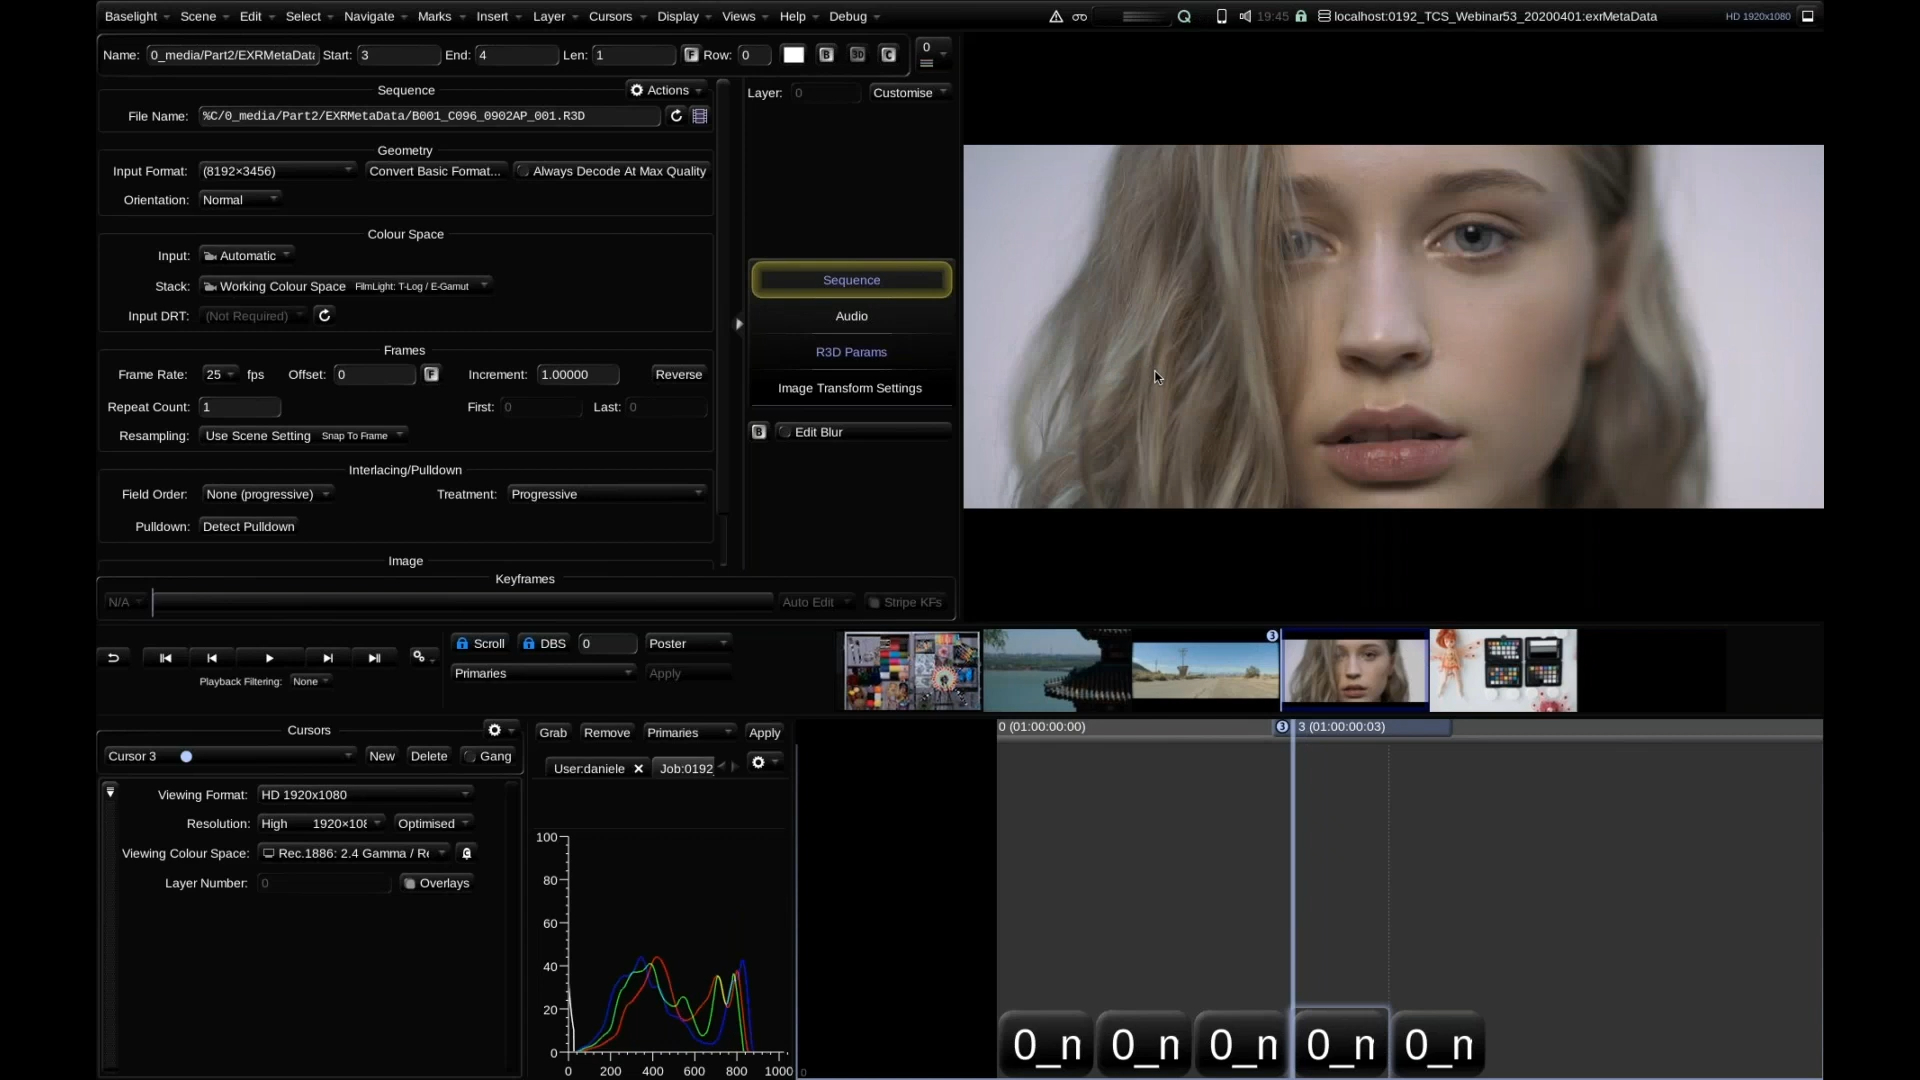 Baselight Scene Edit Select Navigate Marks Insert Layer Cursors Display Views Help Debug
19:45 localhost:0192_TCS_Webinar53_20200401:exrMetaData HD 1920x1080
Name: 0_media/Part2/EXRMetaData Start: 3 End: 4 Len: 1 F Row: 0 B 3D C 0
Sequence
Actions
Layer: 0 Customise
File Name: %C/0_media/Part2/EXRMetaData/B001_C096_0902AP_001.R3D
Geometry
Input Format: (8192×3456) Convert Basic Format... Always Decode At Max Quality
Orientation: Normal
Colour Space
Input: Automatic
Stack: Working Colour Space FilmLight: T-Log / E-Gamut
Input DRT: (Not Required)
Frames
Frame Rate: 25 fps Offset: 0 F Increment: 1.00000 Reverse
Repeat Count: 1 First: 0 Last: 0
Resampling: Use Scene Setting Snap To Frame
Interlacing/Pulldown
Field Order: None (progressive) Treatment: Progressive
Pulldown: Detect Pulldown
Image
Sequence
Audio
R3D Params
Image Transform Settings
B Edit Blur
Keyframes
N/A Auto Edit Stripe KFs
Scroll DBS 0 Poster
Playback Filtering: None
Primaries Apply
3
Cursors
Cursor 3 New Delete Gang
Viewing Format: HD 1920x1080
Resolution: High 1920×108 Optimised
Viewing Colour Space: Rec.1886: 2.4 Gamma / Re
Layer Number: 0 Overlays
Grab Remove Primaries Apply
User:daniele Job:0192
100
80
60
40
20
0
0 200 400 600 800 1000
0 (01:00:00:00) 3 3 (01:00:00:03)
0_n 0_n 0_n 0_n 0_n
0